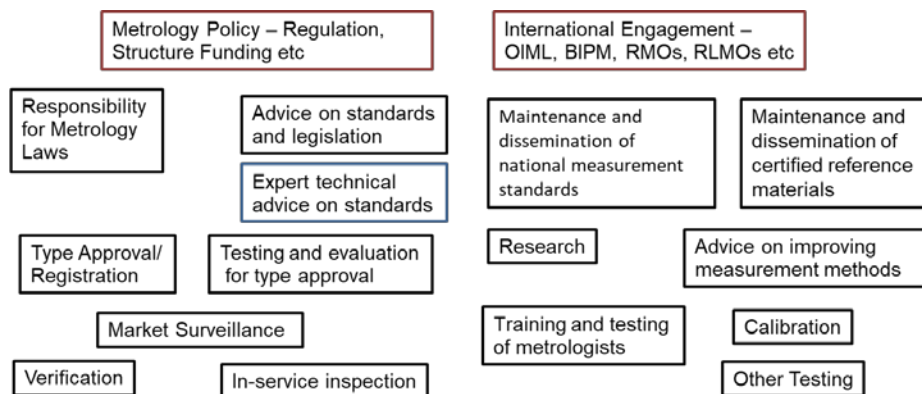 Metrology Policy – Regulation,
Structure Funding etc
International Engagement –
OIML, BIPM, RMOs, RLMOs etc
Responsibility
for Metrology
Laws
Advice on standards
and legislation
Expert technical
advice on standards
Maintenance and
dissemination of
national measurement
standards
Maintenance and
dissemination of
certified reference
materials
Type Approval/
Registration
Testing and evaluation
for type approval
Research
Advice on improving
measurement methods
Market Surveillance
Training and testing
of metrologists
Calibration
Verification
In-service inspection
Other Testing